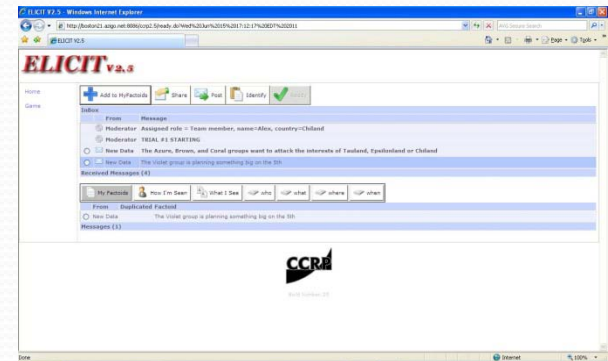 ELICIT V2.5 - Windows Internet Explorer
ELICIT V2.5
Page
Tools
ELICIT v2.5
Home
Game
Add to MyFactoids
Share
Post
Identify
Inbox
From Message
Moderator Assigned role = Team member, name=Alex, country=Chiland
Moderator TRIAL #1 STARTING
New Data The Azure, Brown, and Coral groups want to attack the interests of Tauland, Epsilonland or Chiland
New Data The Violet group is planning something big on the 5th
Received Messages (4)
My Factoids
How I'm Seen
What I See
who
what
where
when
From Duplicated Factoid
New Data The Violet group is planning something big on the 5th
Messages (1)
CCRP
Done
Internet
100%